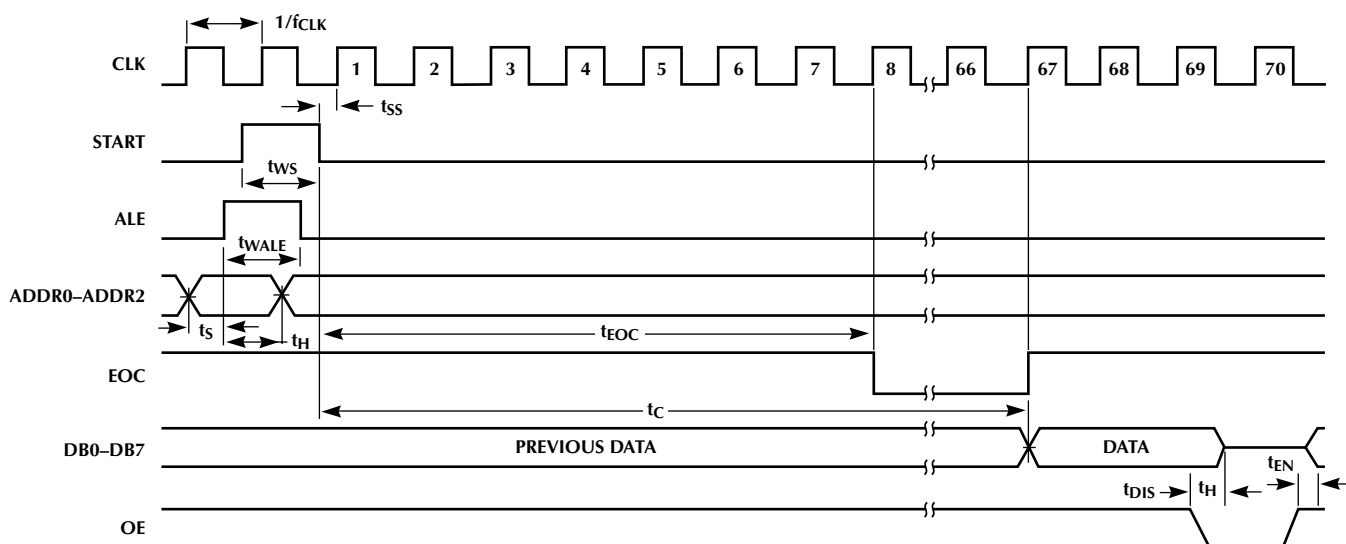 1/fCLK
CLK 1 2 3 4 5 6 7 8 66 67 68 69 70
tSS
START
tWS
ALE
tWALE
ADDR0–ADDR2
tS tH tEOC
EOC
tC
DB0–DB7 PREVIOUS DATA DATA
tEN
tDIS tH
OE